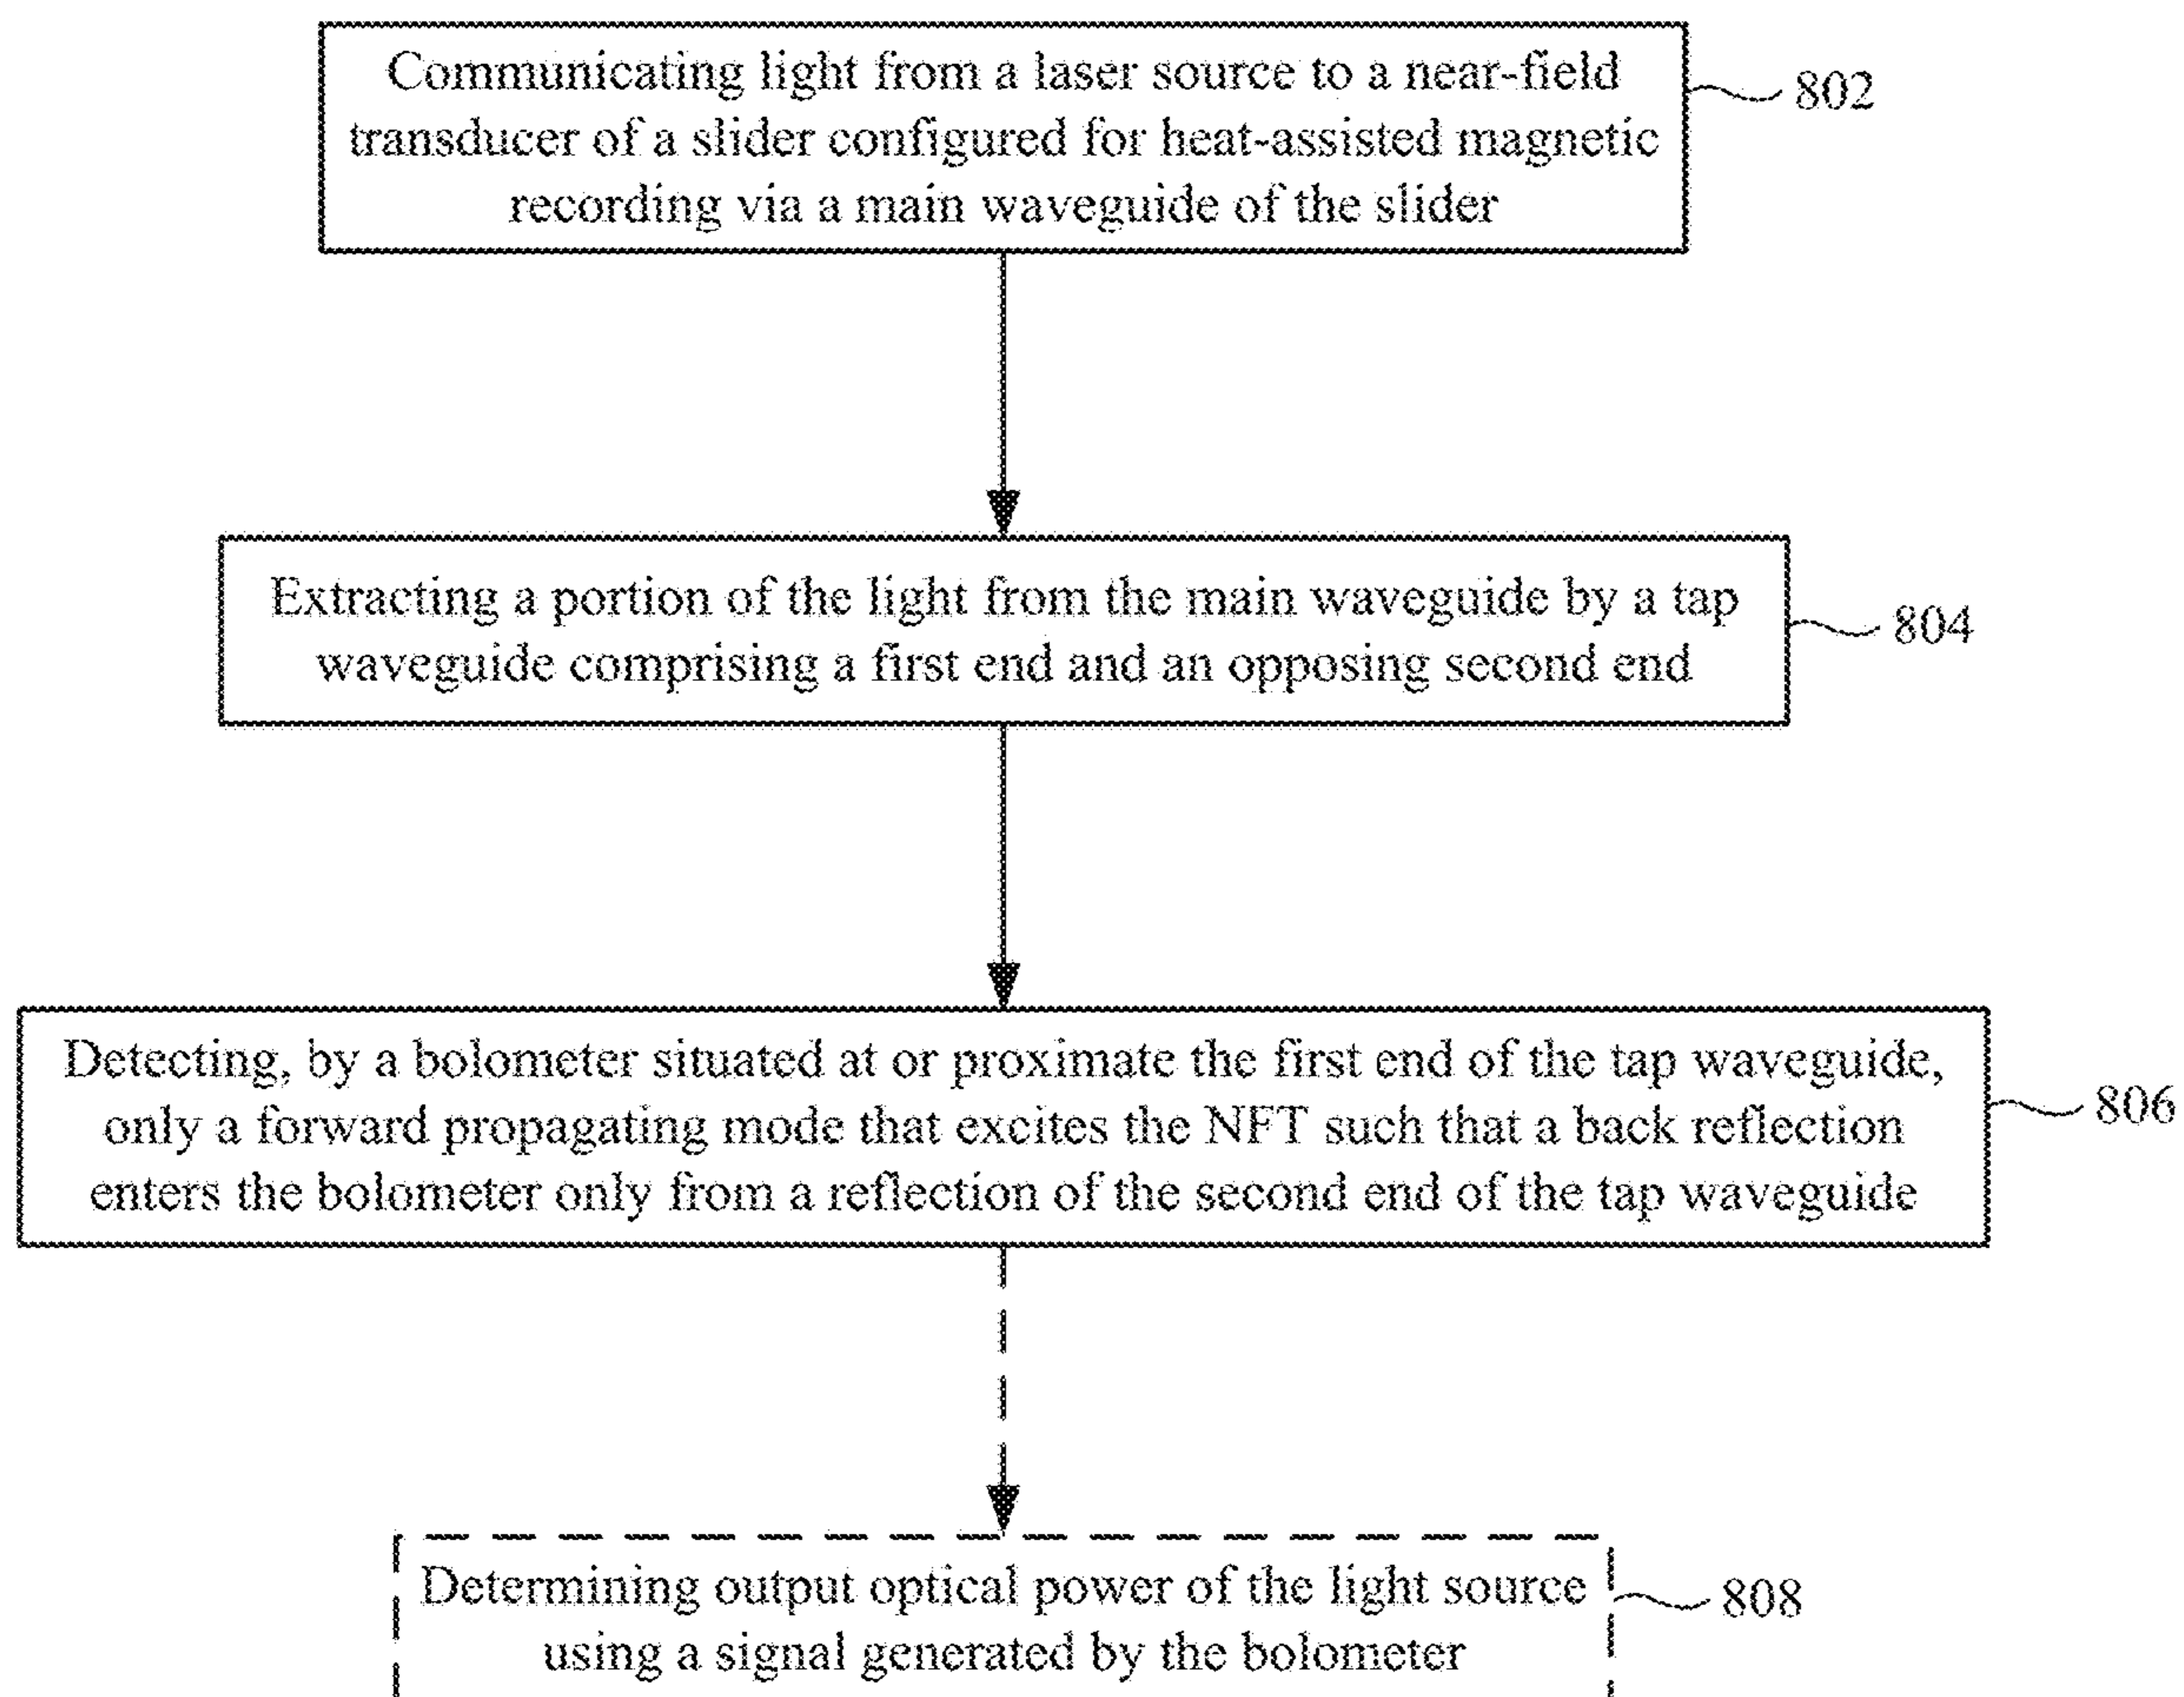 Communicating light from a laser source to a near-field
transducer of a slider configured for heat-assisted magnetic
recording via a main waveguide of the slider
802
Extracting a portion of the light from the main waveguide by a tap
waveguide comprising a first end and an opposing second end
804
Detecting, by a bolometer situated at or proximate the first end of the tap waveguide,
only a forward propagating mode that excites the NFT such that a back reflection
enters the bolometer only from a reflection of the second end of the tap waveguide
806
Determining output optical power of the light source
using a signal generated by the bolometer
808